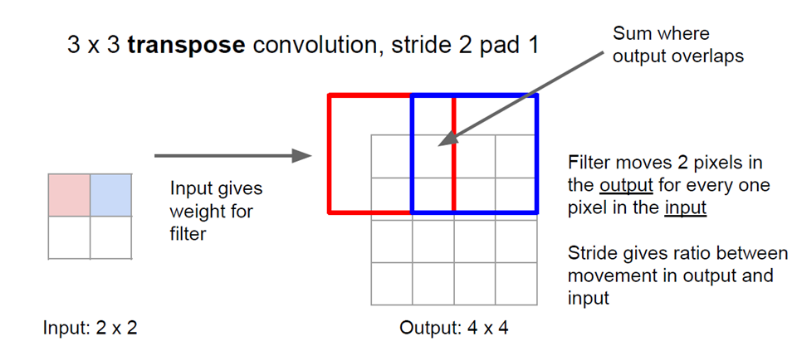 3 x 3 transpose convolution, stride 2 pad 1
Sum where
output overlaps
Input gives
weight for
filter
Filter moves 2 pixels in
the output for every one
pixel in the input
Stride gives ratio between
movement in output and
input
Input: 2 x 2
Output: 4 x 4